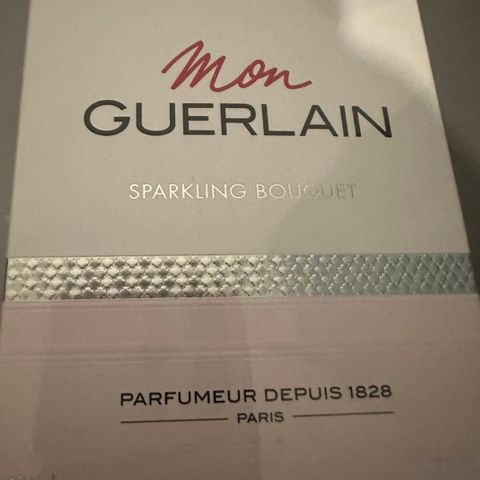 Mon
GUERLAIN
SPARKLING BOUQUET
PARFUMEUR DEPUIS 1828
PARIS